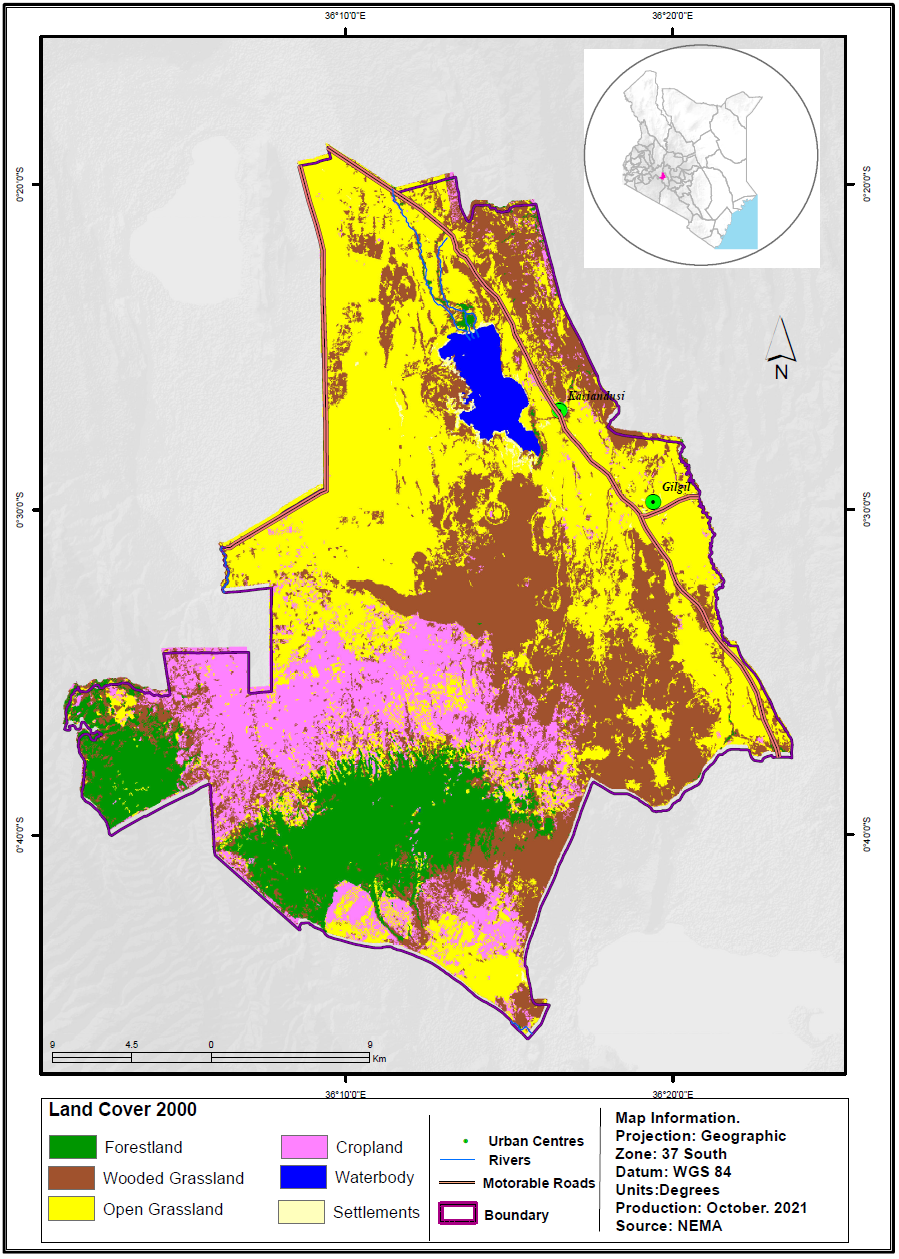 36°10'0"E 36°20'0"E
0°20'0"S 0°20'0"S
N
Kariandusi
Gilgil
0°30'0"S 0°30'0"S
0°40'0"S 0°40'0"S
9 4.5 0 9
Km
36°10'0"E 36°20'0"E
Land Cover 2000
Forestland
Wooded Grassland
Open Grassland
Cropland
Waterbody
Settlements
Urban Centres
Rivers
Motorable Roads
Boundary
Map Information.
Projection: Geographic
Zone: 37 South
Datum: WGS 84
Units:Degrees
Production: October. 2021
Source: NEMA